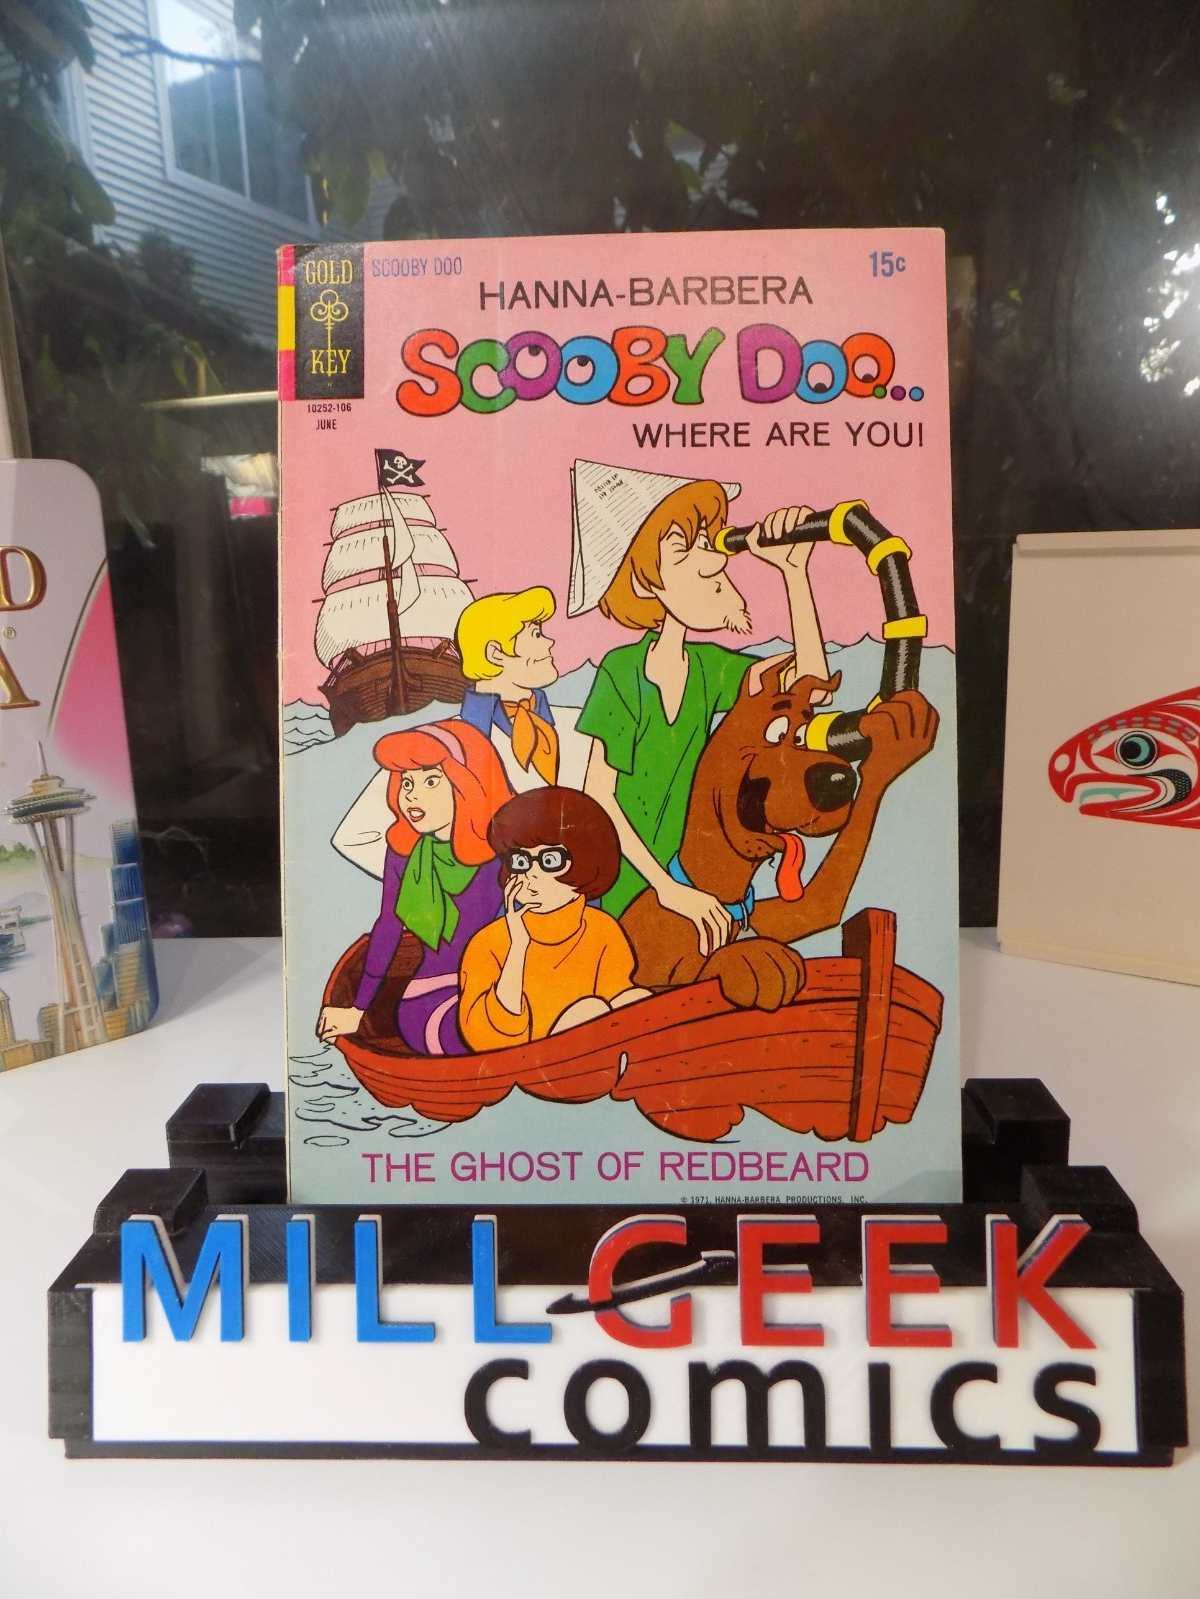 GOLD
KEY
SCOOBY DOO
15c
HANNA-BARBERA
SCOOBY DOO...
WHERE ARE YOU!
10252-106
JUNE
THE GHOST OF REDBEARD
© 1971, HANNA-BARBERA PRODUCTIONS, INC.
D
®
A
MILLGEEK
comics